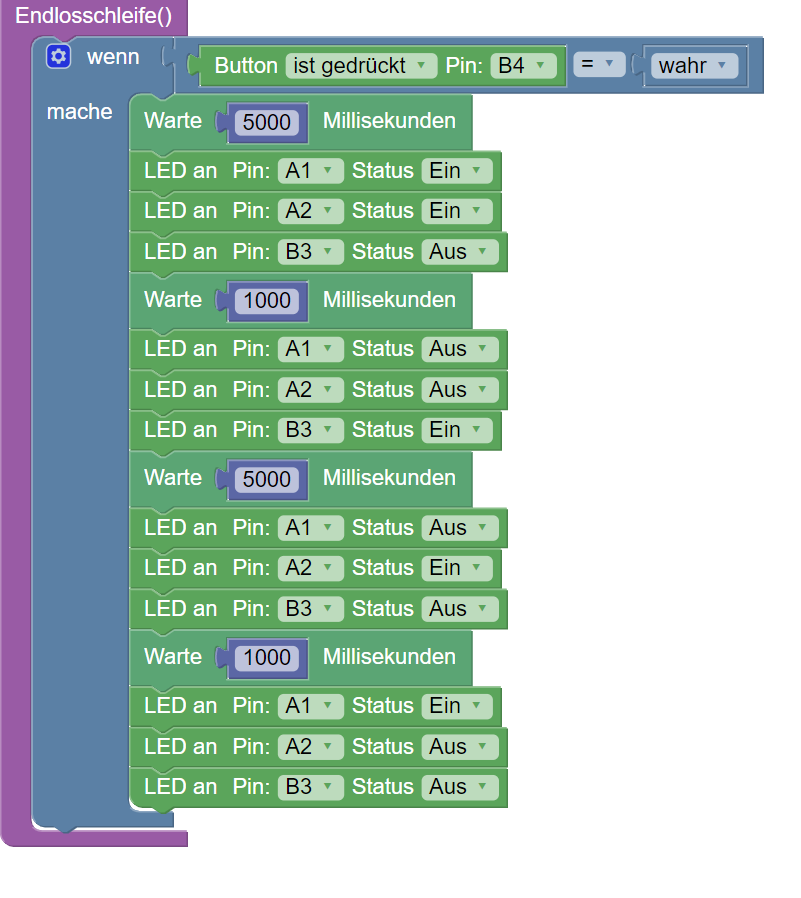 Endlosschleife()
wenn Button ist gedrückt Pin: B4 = wahr
mache Warte 5000 Millisekunden
LED an Pin: A1 Status Ein
LED an Pin: A2 Status Ein
LED an Pin: B3 Status Aus
Warte 1000 Millisekunden
LED an Pin: A1 Status Aus
LED an Pin: A2 Status Aus
LED an Pin: B3 Status Ein
Warte 5000 Millisekunden
LED an Pin: A1 Status Aus
LED an Pin: A2 Status Ein
LED an Pin: B3 Status Aus
Warte 1000 Millisekunden
LED an Pin: A1 Status Ein
LED an Pin: A2 Status Aus
LED an Pin: B3 Status Aus